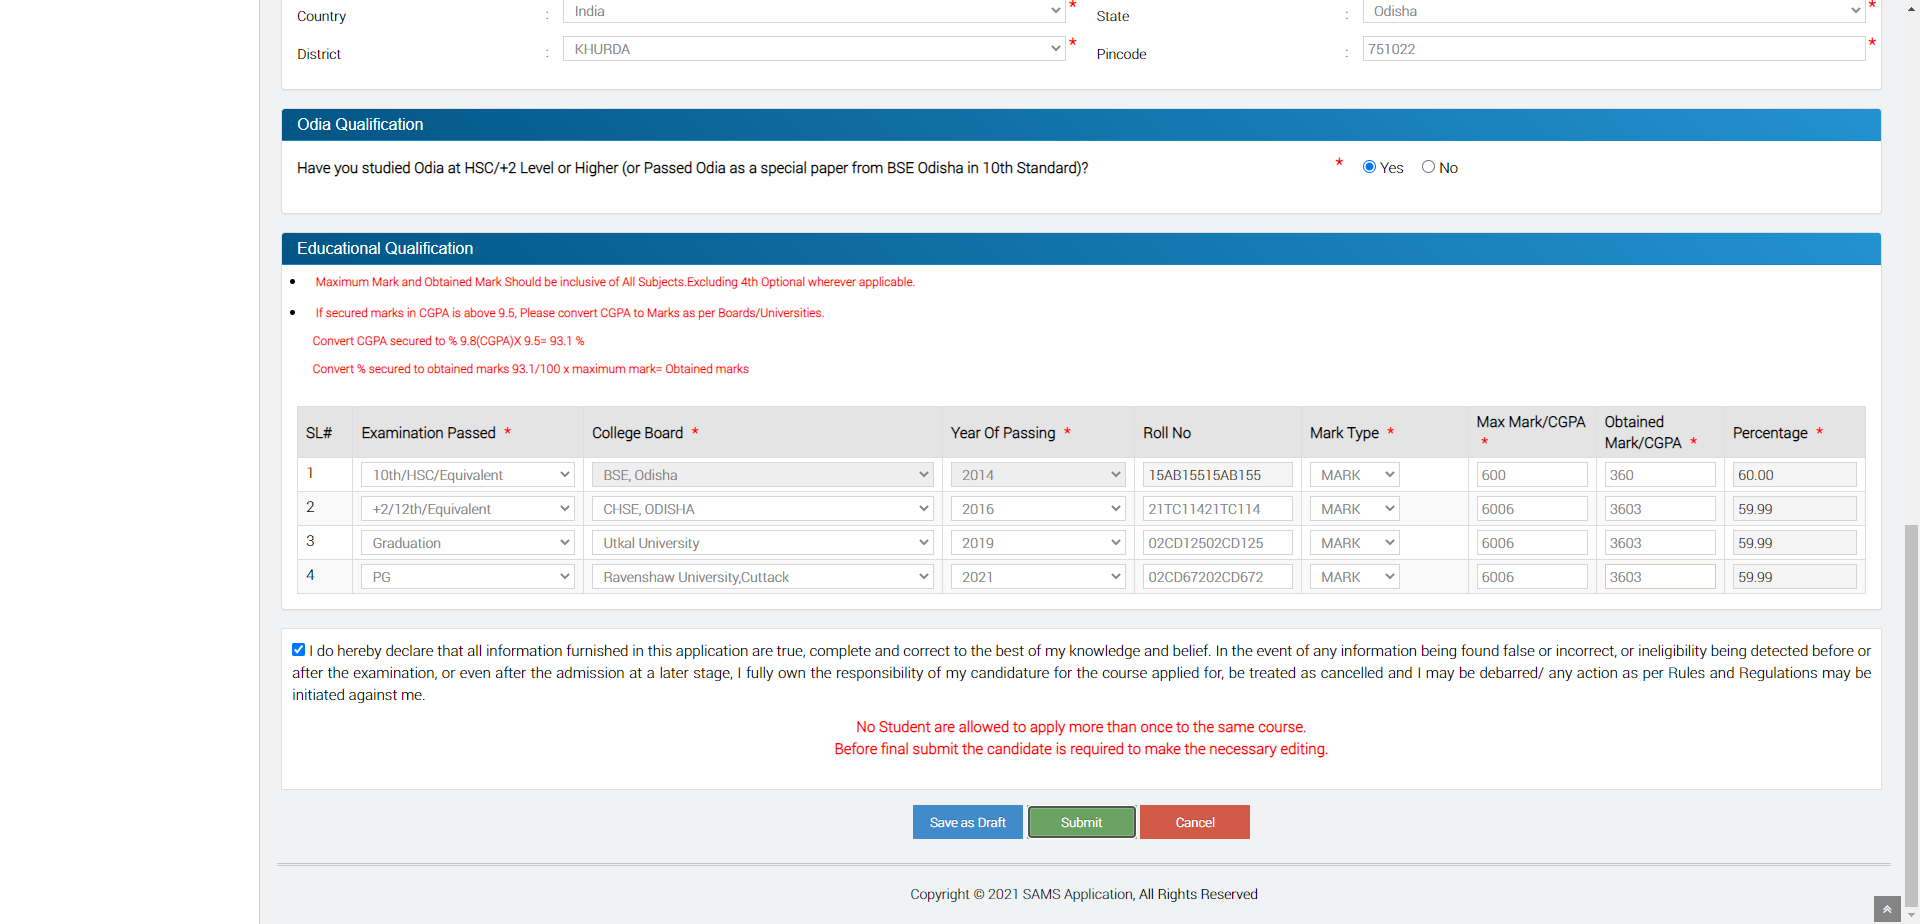 Country : India * State : Odisha *
District : KHURDA * Pincode : 751022 *
Odia Qualification
Have you studied Odia at HSC/+2 Level or Higher (or Passed Odia as a special paper from BSE Odisha in 10th Standard)? * Yes No
Educational Qualification
Maximum Mark and Obtained Mark Should be inclusive of All Subjects.Excluding 4th Optional wherever applicable.
If secured marks in CGPA is above 9.5, Please convert CGPA to Marks as per Boards/Universities.
Convert CGPA secured to % 9.8(CGPA)X 9.5= 93.1 %
Convert % secured to obtained marks 93.1/100 x maximum mark= Obtained marks
SL# Examination Passed * College Board * Year Of Passing * Roll No Mark Type * Max Mark/CGPA * Obtained Mark/CGPA * Percentage *
1 10th/HSC/Equivalent BSE, Odisha 2014 15AB15515AB155 MARK 600 360 60.00
2 +2/12th/Equivalent CHSE, ODISHA 2016 21TC11421TC114 MARK 6006 3603 59.99
3 Graduation Utkal University 2019 02CD12502CD125 MARK 6006 3603 59.99
4 PG Ravenshaw University,Cuttack 2021 02CD67202CD672 MARK 6006 3603 59.99
I do hereby declare that all information furnished in this application are true, complete and correct to the best of my knowledge and belief. In the event of any information being found false or incorrect, or ineligibility being detected before or
after the examination, or even after the admission at a later stage, I fully own the responsibility of my candidature for the course applied for, be treated as cancelled and I may be debarred/ any action as per Rules and Regulations may be
initiated against me.
No Student are allowed to apply more than once to the same course.
Before final submit the candidate is required to make the necessary editing.
Save as Draft Submit Cancel
Copyright © 2021 SAMS Application, All Rights Reserved